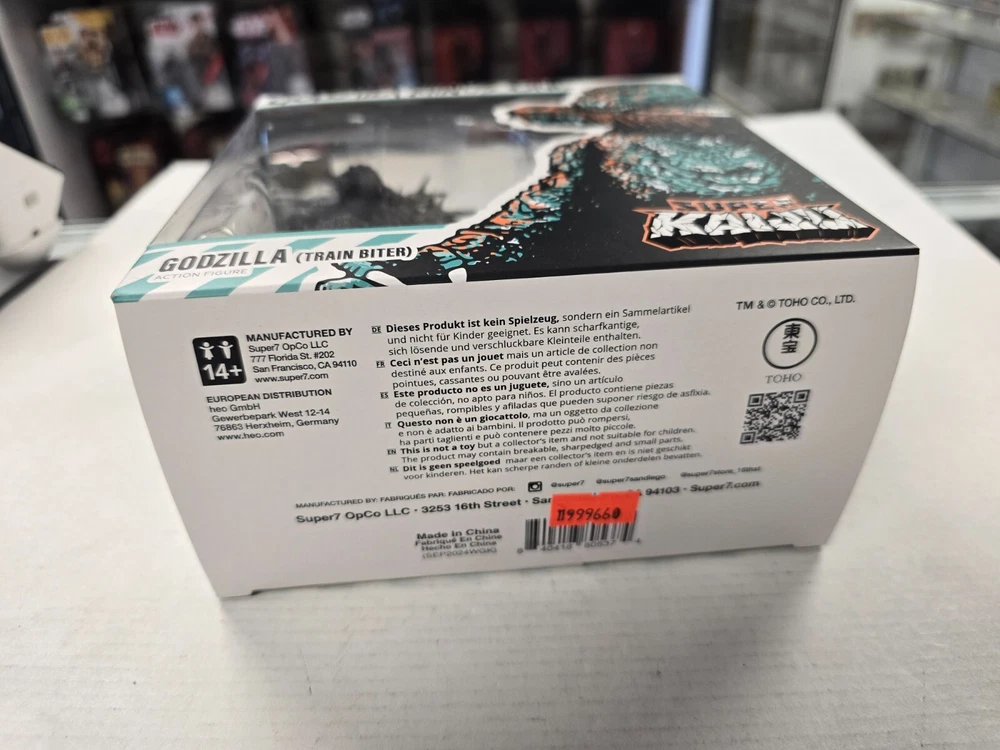 SUPER
KAIJU
GODZILLA (TRAIN BITER)
ACTION FIGURE
14+
MANUFACTURED BY
Super7 OpCo LLC
777 Florida St. #202
San Francisco, CA 94110
www.super7.com
EUROPEAN DISTRIBUTION
heo GmbH
Gewerbepark West 12-14
76863 Herxheim, Germany
www.heo.com
DE Dieses Produkt ist kein Spielzeug, sondern ein Sammelartikel
und nicht für Kinder geeignet. Es kann scharfkantige,
sich lösende und verschluckbare Kleinteile enthalten.
FR Ceci n'est pas un jouet mais un article de collection non
destiné aux enfants. Ce produit peut contenir des pièces
pointues, cassantes ou pouvant être avalées.
ES Este producto no es un juguete, sino un artículo
de colección, no apto para niños. El producto contiene piezas
pequeñas, rompibles y afiladas que pueden suponer riesgo de asfixia.
IT Questo non è un giocattolo, ma un oggetto da collezione
e non è adatto ai bambini. Il prodotto può rompersi,
ha parti taglienti e può contenere pezzi molto piccole.
EN This is not a toy but a collector's item and not suitable for children.
The product may contain breakable, sharpedged and small parts.
NL Dit is geen speelgoed maar een collector's item en is niet geschikt
voor kinderen. Het kan scherpe randen of kleine onderdelen bevatten.
TM & © TOHO CO., LTD.
東宝
TOHO
MANUFACTURED BY: FABRIQUÉS PAR: FABRICADO POR:
@super7 @super7sandiego
Super7 OpCo LLC · 3253 16th Street · San
94103 · Super7.com
Made in China
Fabriqué En Chine
Hecho En China
(SEP2024WGK)
11999660